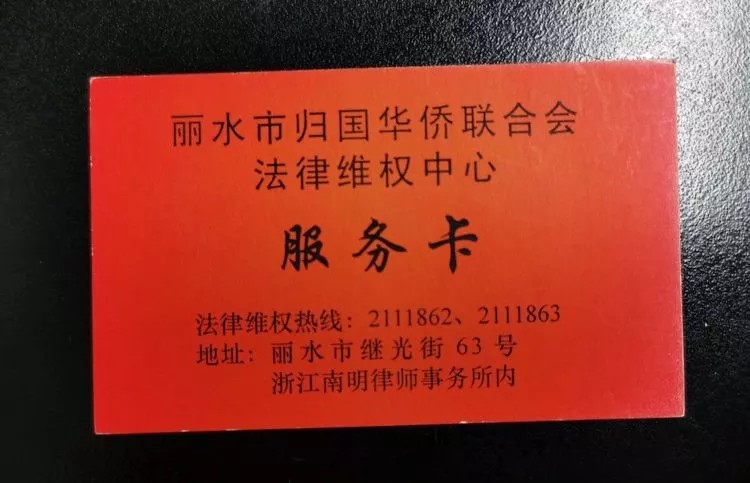 丽水市归国华侨联合会
法律维权中心
服务卡
法律维权热线：2111862、2111863
地址：丽水市继光街 63 号
浙江南明律师事务所内